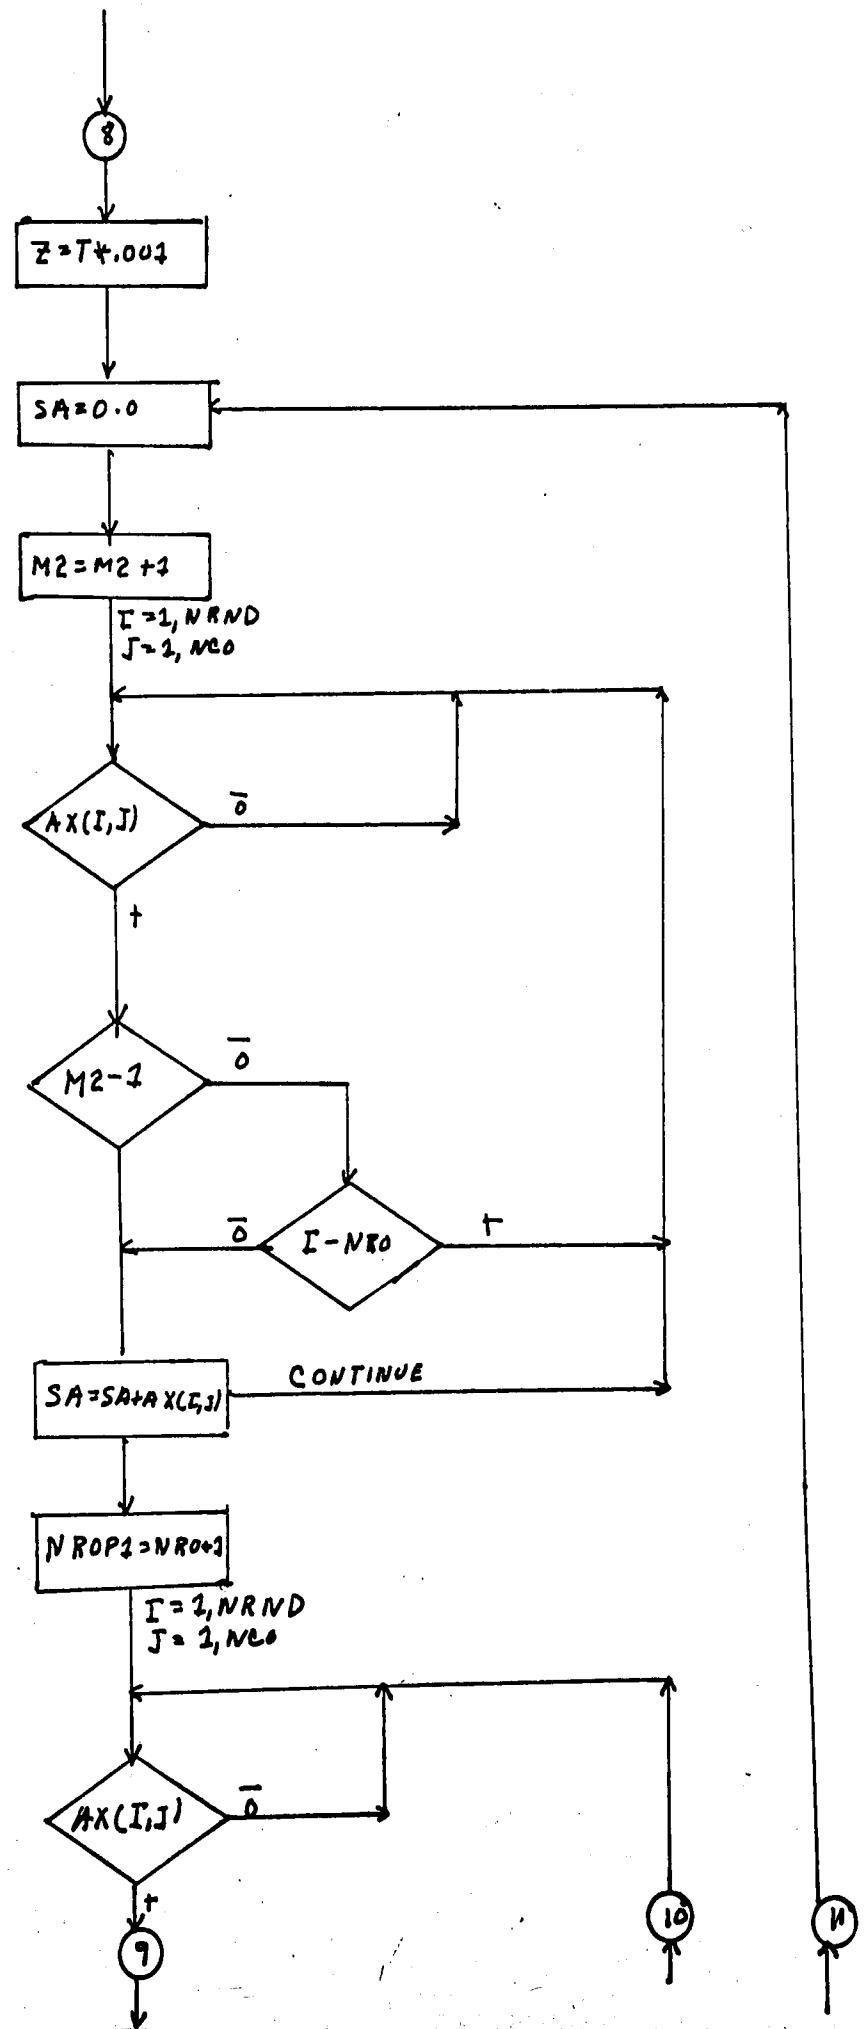 8
Z=T*.001
SA=0.0
M2=M2+1
I=1,NRND
J=1,NCO
AX(I,J)
-
0
+
M2-1
-
0
I-NRO
-
0
+
SA=SA+AX(I,J)
CONTINUE
NROP1=NRO+1
I=1,NRND
J=1,NCO
AX(I,J)
-
0
+
9
10
11